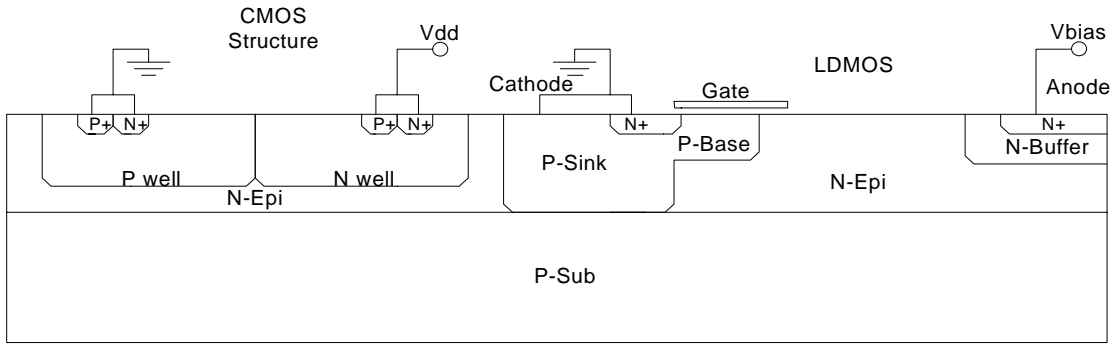 CMOS
Structure
Vdd
Cathode
Gate
LDMOS
Vbias
Anode
P+
N+
P+
N+
N+
N+
P well
N well
P-Sink
P-Base
N-Buffer
N-Epi
N-Epi
P-Sub